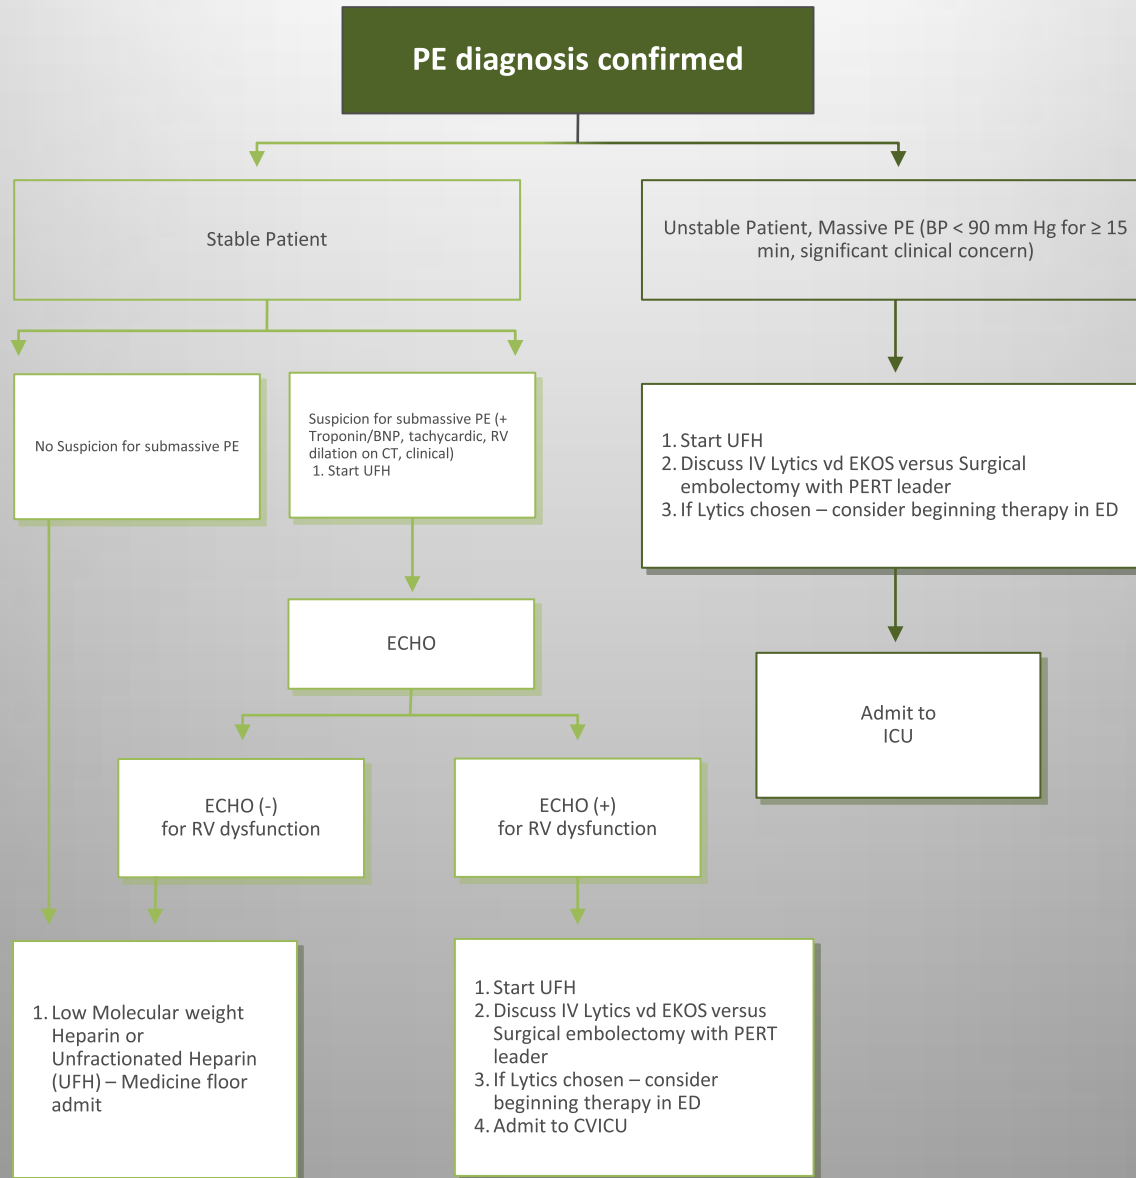 PE diagnosis confirmed
Stable Patient
Unstable Patient, Massive PE (BP < 90 mm Hg for ≥ 15
min, significant clinical concern)
No Suspicion for submassive PE
Suspicion for submassive PE (+
Troponin/BNP, tachycardic, RV
dilation on CT, clinical)
1. Start UFH
1. Start UFH
2. Discuss IV Lytics vd EKOS versus Surgical
embolectomy with PERT leader
3. If Lytics chosen – consider beginning therapy in ED
ECHO
Admit to
ICU
ECHO (-)
for RV dysfunction
ECHO (+)
for RV dysfunction
1. Low Molecular weight
Heparin or
Unfractionated Heparin
(UFH) – Medicine floor
admit
1. Start UFH
2. Discuss IV Lytics vd EKOS versus
Surgical embolectomy with PERT
leader
3. If Lytics chosen – consider
beginning therapy in ED
4. Admit to CVICU